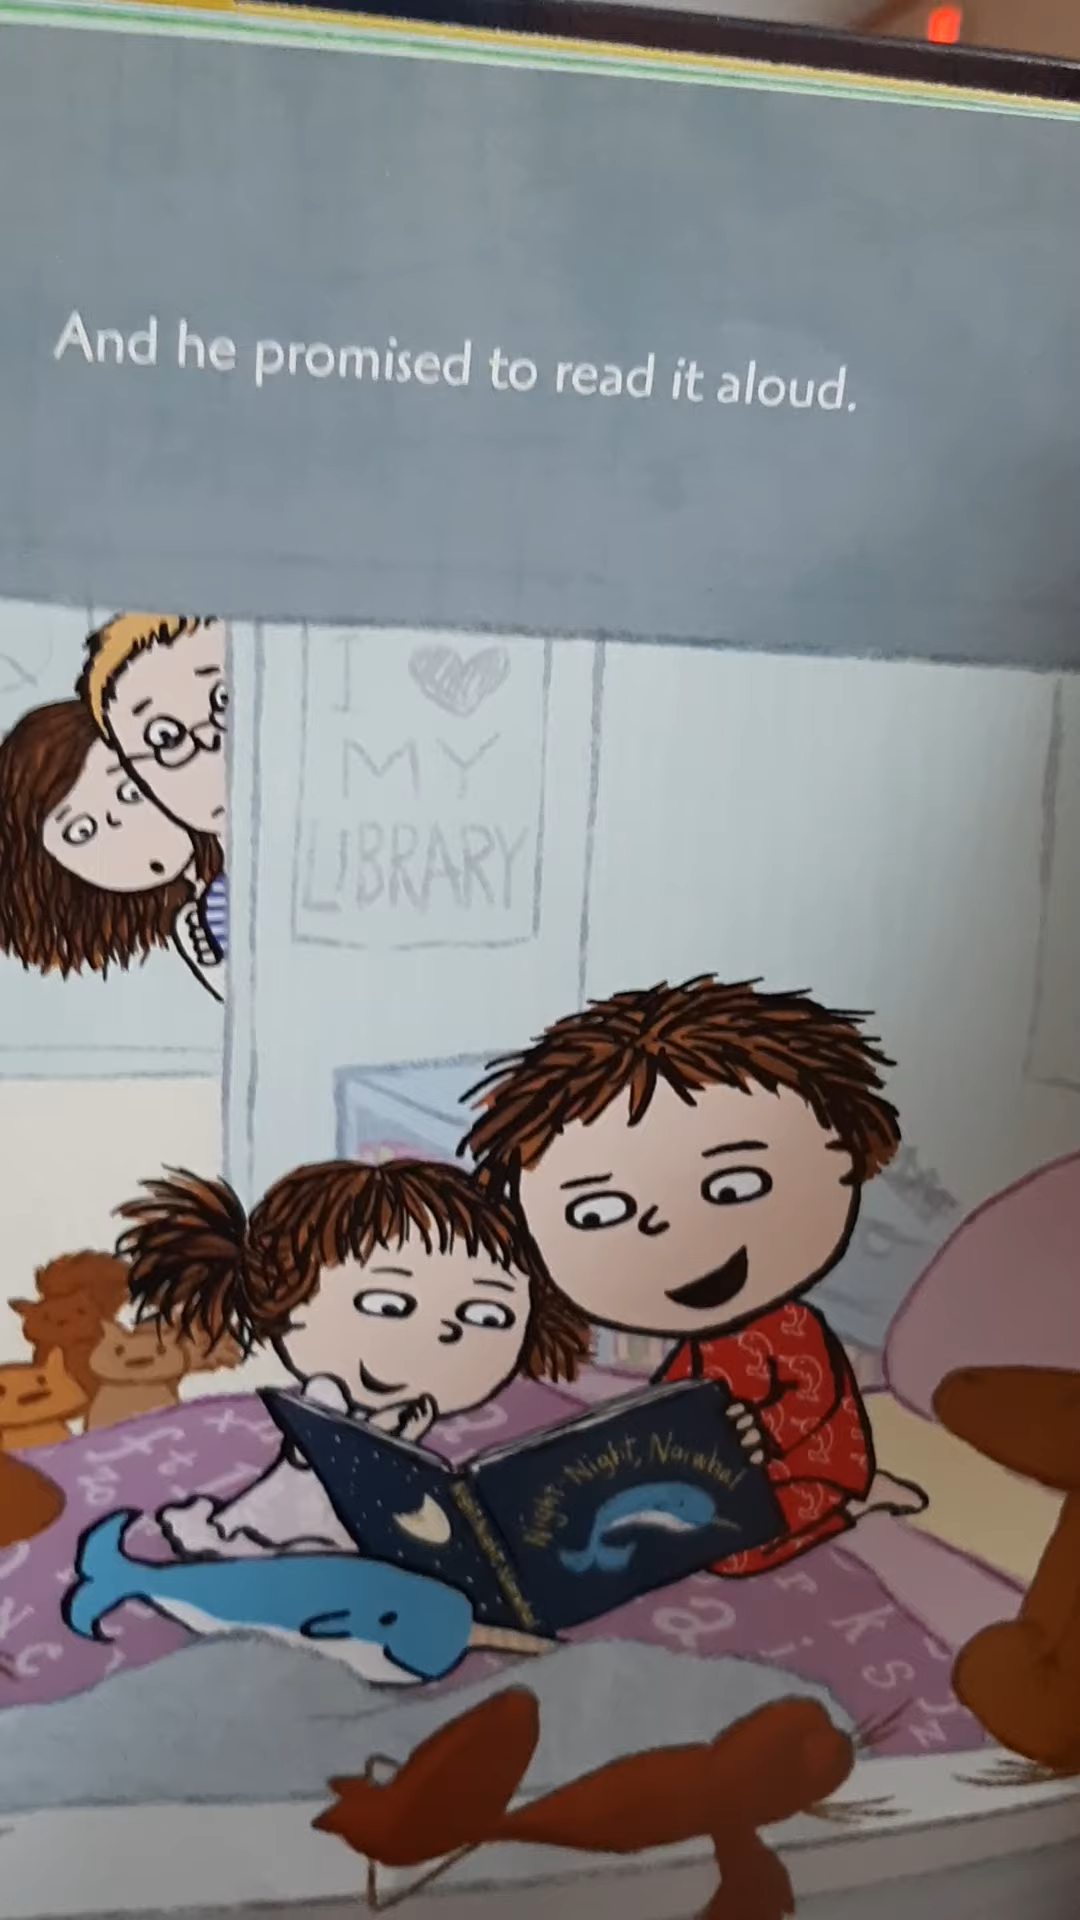 And he promised to read it aloud.
I
MY
LIBRARY
Night-Night, Narwhal